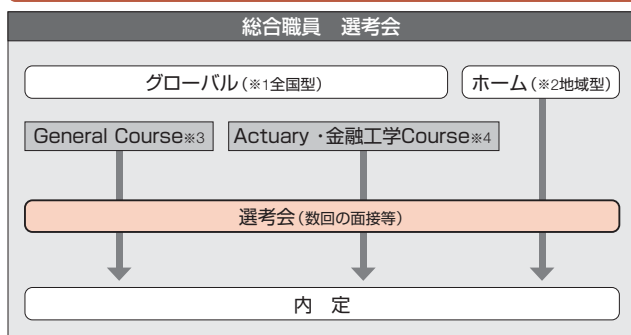 総合職員　選考会
グローバル(※1全国型)
ホーム(※2地域型)
General Course※3
Actuary・金融工学Course※4
選考会(数回の面接等)
内　定